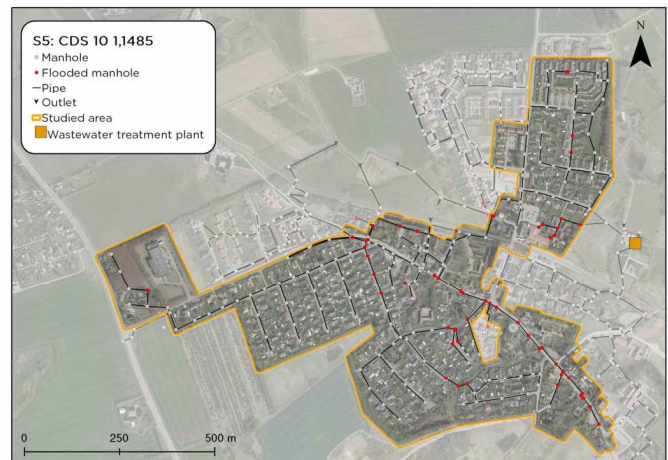 S5: CDS 10 1,1485
Manhole
Flooded manhole
Pipe
Outlet
Studied area
Wastewater treatment plant
N
0 250 500 m